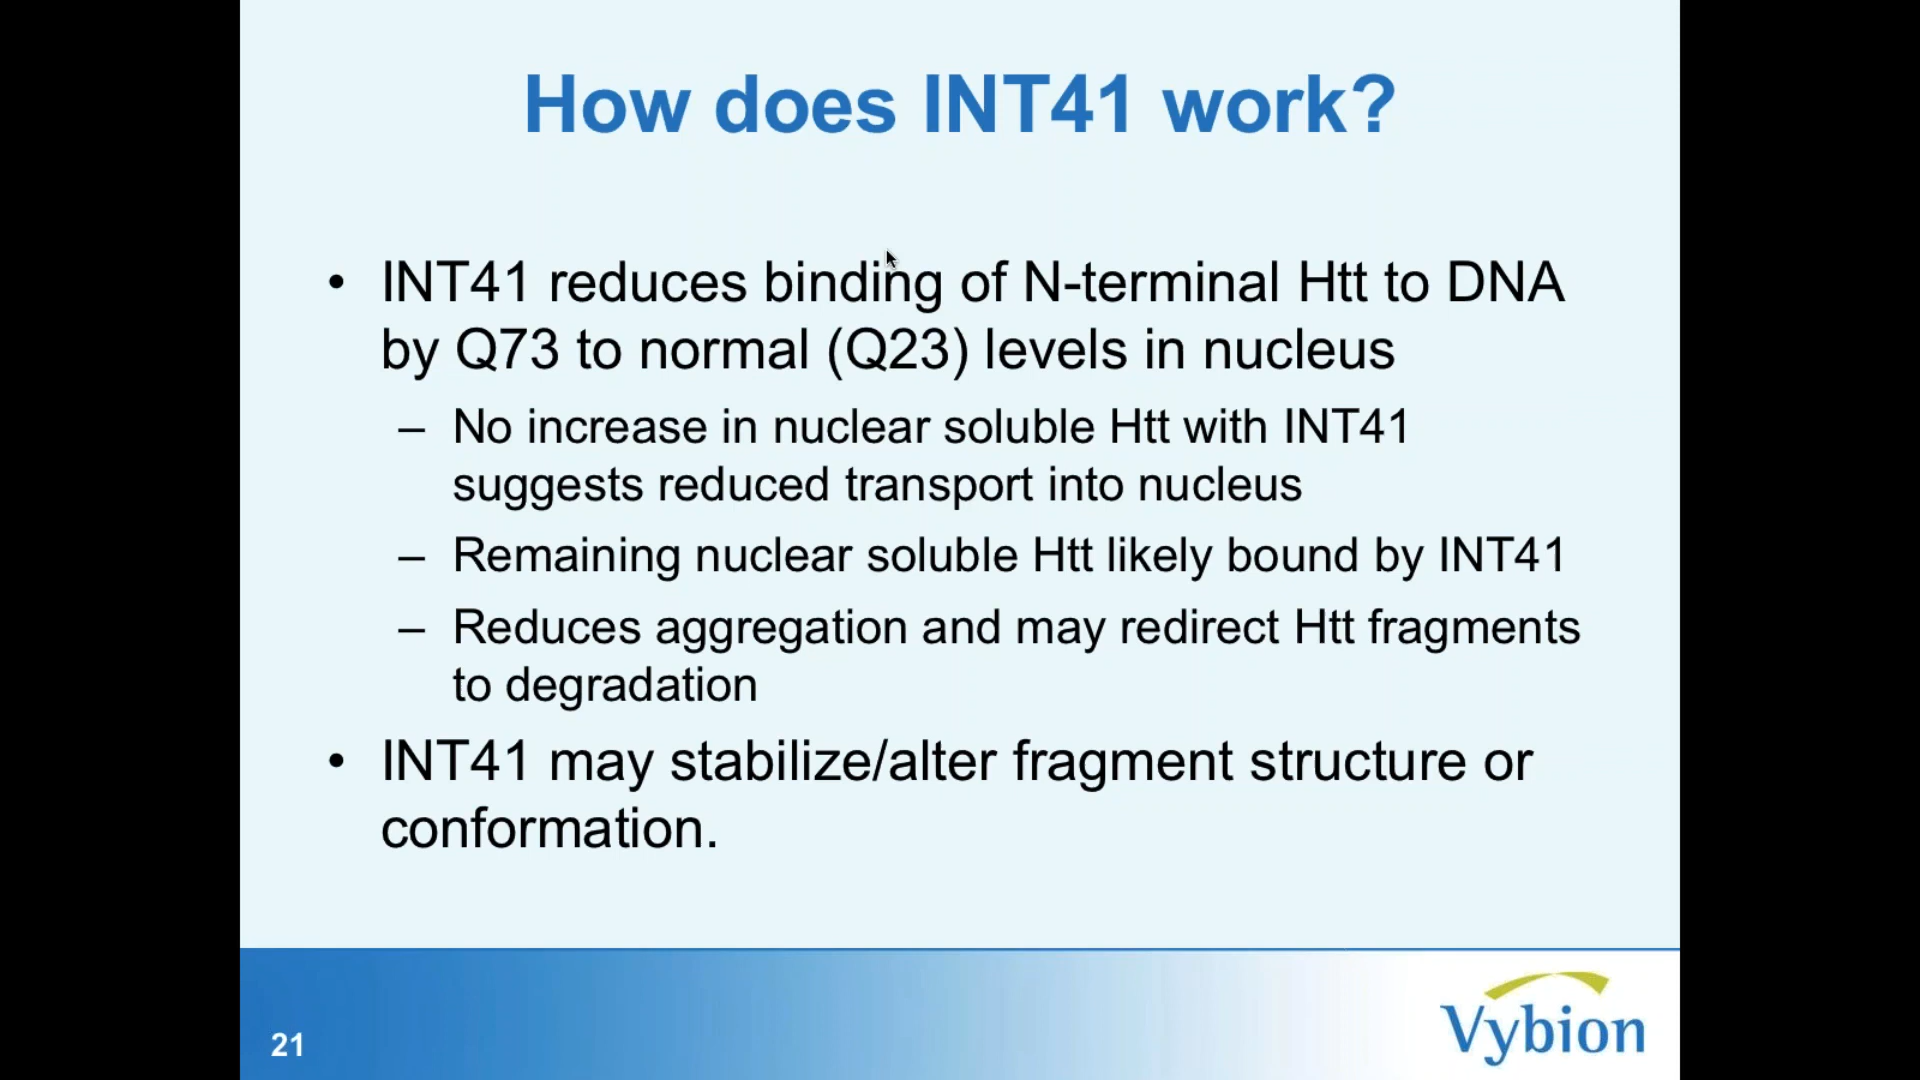 How does INT41 work?
• INT41 reduces binding of N-terminal Htt to DNA
by Q73 to normal (Q23) levels in nucleus
– No increase in nuclear soluble Htt with INT41
suggests reduced transport into nucleus
– Remaining nuclear soluble Htt likely bound by INT41
– Reduces aggregation and may redirect Htt fragments
to degradation
• INT41 may stabilize/alter fragment structure or
conformation.
21
Vybion